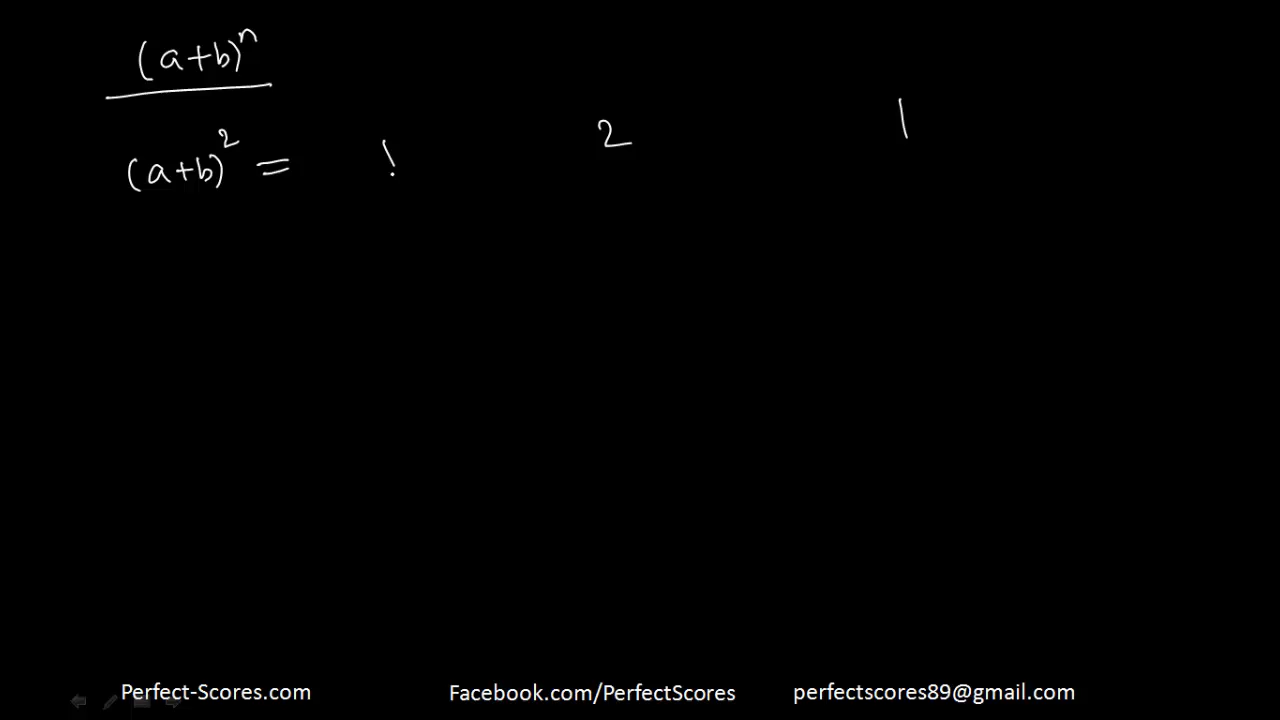 (a+b)^n
(a+b)^2 = 1 2 1
Perfect-Scores.com Facebook.com/PerfectScores perfectscores89@gmail.com